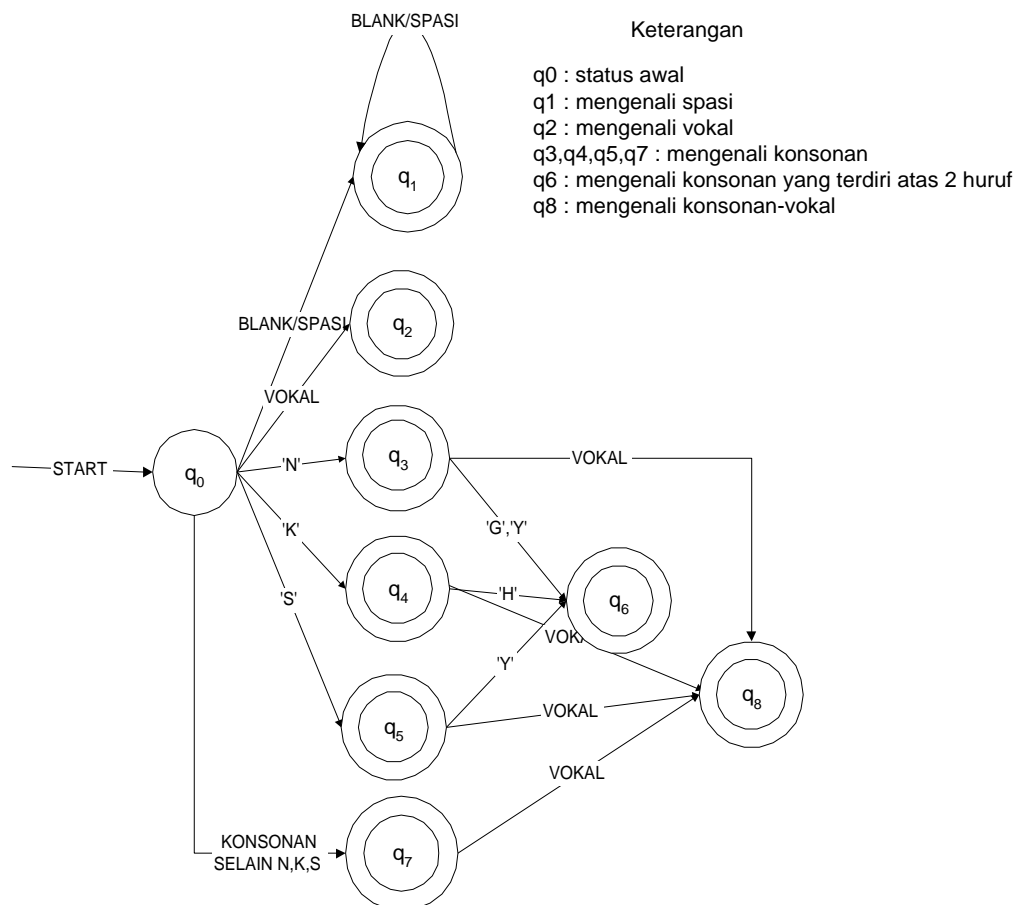 BLANK/SPASI
Keterangan
q0 : status awal
q1 : mengenali spasi
q2 : mengenali vokal
q3,q4,q5,q7 : mengenali konsonan
q6 : mengenali konsonan yang terdiri atas 2 huruf
q8 : mengenali konsonan-vokal
q1
BLANK/SPASI
q2
VOKAL
START
q0
'N'
q3
VOKAL
'K'
'G','Y'
'S'
q4
'H'
q6
VOKA
'Y'
q5
VOKAL
q8
VOKAL
KONSONAN
SELAIN N,K,S
q7